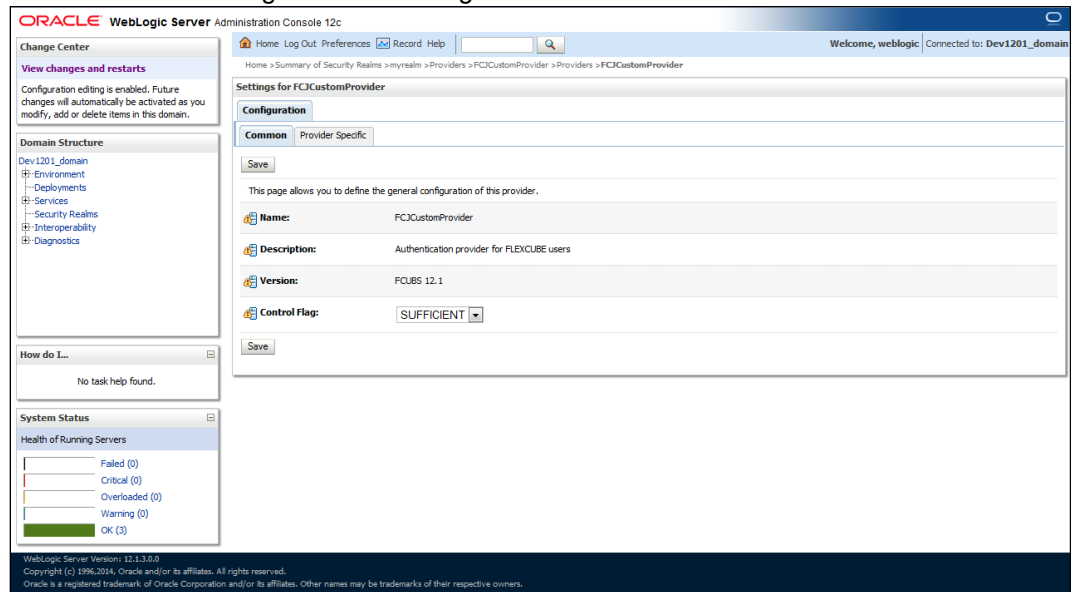 ORACLE WebLogic Server Administration Console 12c
Change Center
View changes and restarts
Configuration editing is enabled. Future
changes will automatically be activated as you
modify, add or delete items in this domain.
Domain Structure
Dev1201_domain
Environment
Deployments
Services
Security Realms
Interoperability
Diagnostics
How do I...
No task help found.
System Status
Health of Running Servers
Failed (0)
Critical (0)
Overloaded (0)
Warning (0)
OK (3)
Home Log Out Preferences Record Help
Welcome, weblogic Connected to: Dev1201_domain
Home >Summary of Security Realms >myrealm >Providers >FCJCustomProvider >Providers >FCJCustomProvider
Settings for FCJCustomProvider
Configuration
Common Provider Specific
Save
This page allows you to define the general configuration of this provider.
Name: FCJCustomProvider
Description: Authentication provider for FLEXCUBE users
Version: FCUBS 12.1
Control Flag: SUFFICIENT
Save
WebLogic Server Version: 12.1.3.0.0
Copyright (c) 1996,2014, Oracle and/or its affiliates. All rights reserved.
Oracle is a registered trademark of Oracle Corporation and/or its affiliates. Other names may be trademarks of their respective owners.